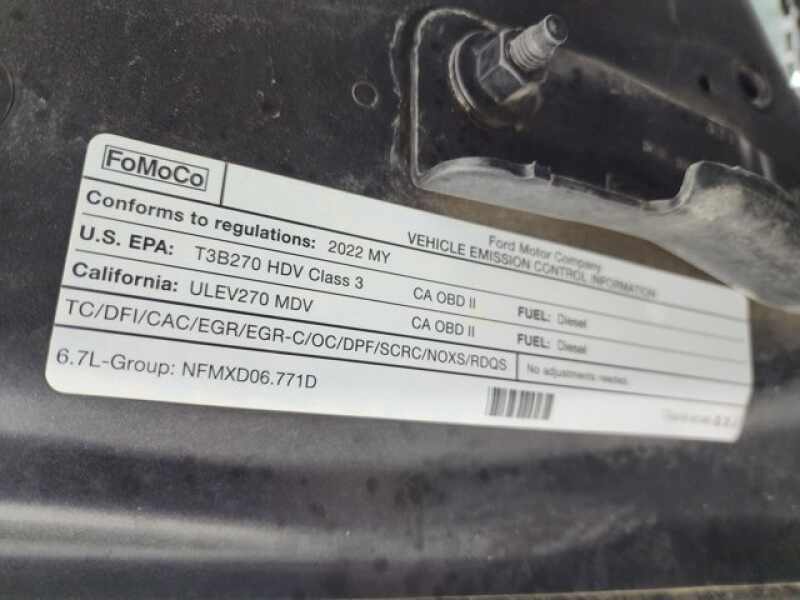 FoMoCo
Ford Motor Company
VEHICLE EMISSION CONTROL INFORMATION
Conforms to regulations: 2022 MY
U.S. EPA: T3B270 HDV Class 3 CA OBD II FUEL: Diesel
California: ULEV270 MDV CA OBD II FUEL: Diesel
TC/DFI/CAC/EGR/EGR-C/OC/DPF/SCRC/NOXS/RDQS No adjustments needed.
6.7L-Group: NFMXD06.771D